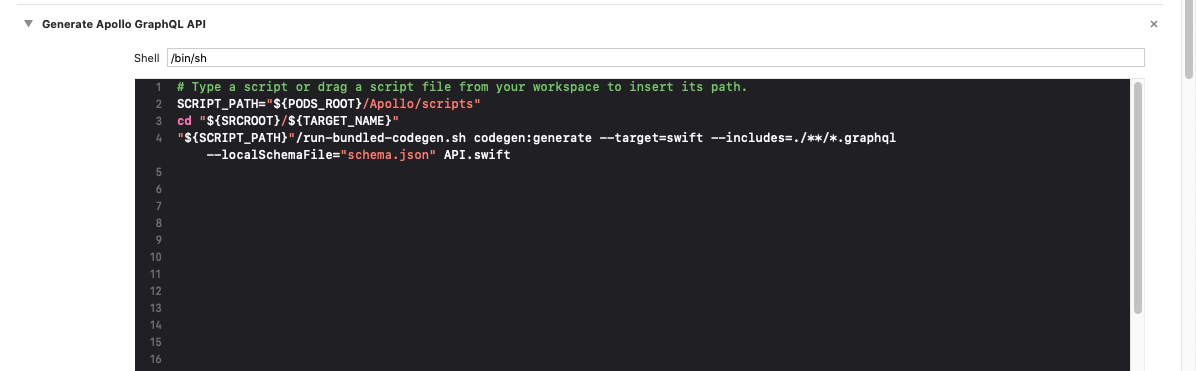 ▼ Generate Apollo GraphQL API ×
Shell /bin/sh
1 # Type a script or drag a script file from your workspace to insert its path.
2 SCRIPT_PATH="${PODS_ROOT}/Apollo/scripts"
3 cd "${SRCROOT}/${TARGET_NAME}"
4 "${SCRIPT_PATH}"/run-bundled-codegen.sh codegen:generate --target=swift --includes=./**/*.graphql
--localSchemaFile="schema.json" API.swift
5
6
7
8
9
10
11
12
13
14
15
16